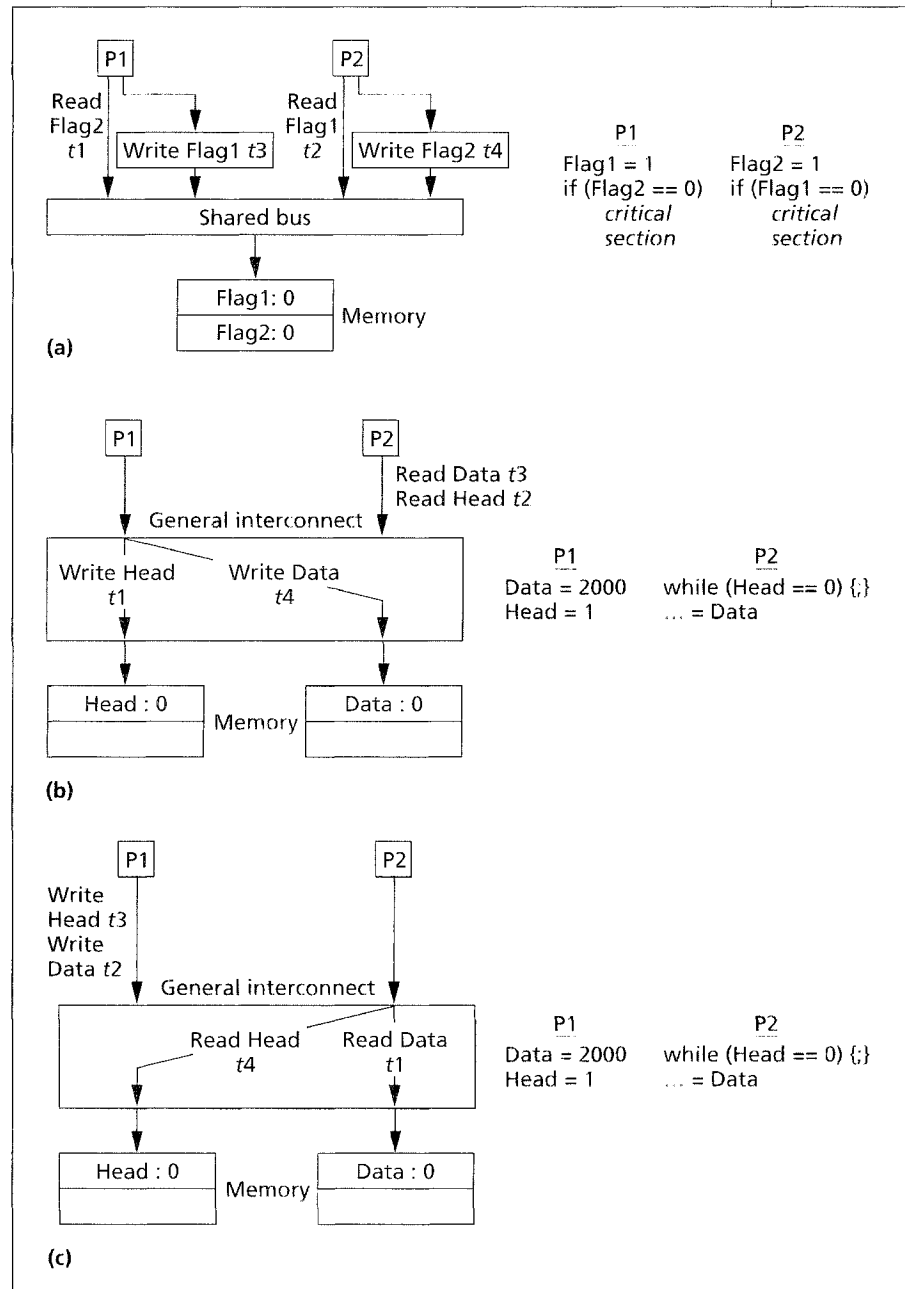 P1
P2
Read
Flag2
t1
Write Flag1 t3
Read
Flag1
t2
Write Flag2 t4
Shared bus
Flag1: 0
Flag2: 0
Memory
(a)
P1 P2
Flag1 = 1 Flag2 = 1
if (Flag2 == 0) if (Flag1 == 0)
critical critical
section section
P1
P2
Read Data t3
Read Head t2
General interconnect
Write Head
t1
Write Data
t4
Head : 0
Memory
Data : 0
(b)
P1 P2
Data = 2000 while (Head == 0) {;}
Head = 1 ... = Data
P1
P2
Write
Head t3
Write
Data t2
General interconnect
Read Head
t4
Read Data
t1
Head : 0
Memory
Data : 0
(c)
P1 P2
Data = 2000 while (Head == 0) {;}
Head = 1 ... = Data